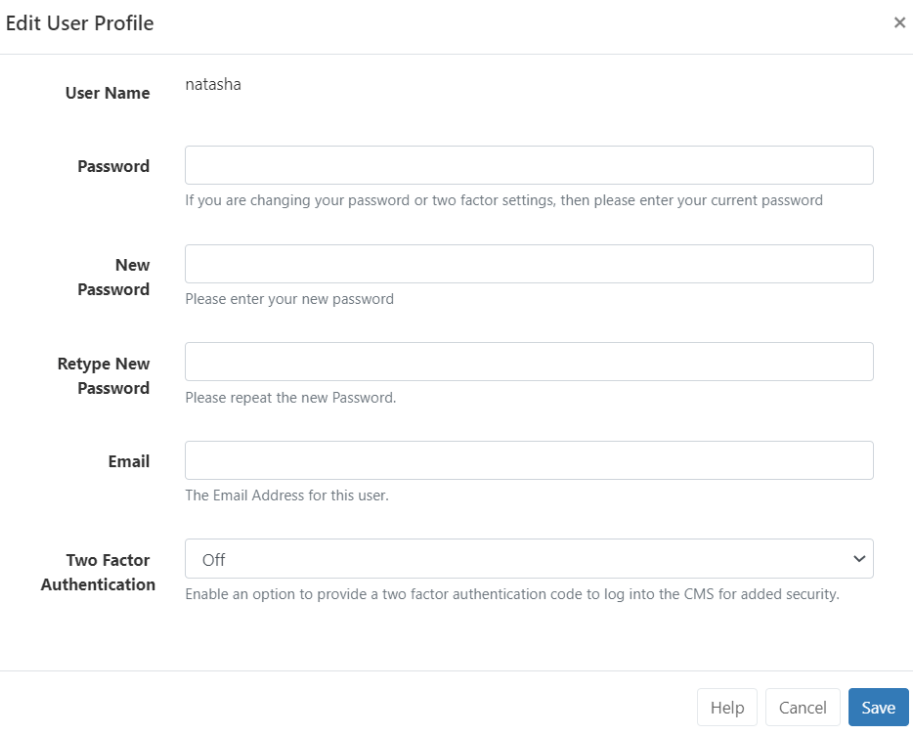 Edit User Profile
×
User Name
natasha
Password
If you are changing your password or two factor settings, then please enter your current password
New
Password
Please enter your new password
Retype New
Password
Please repeat the new Password.
Email
The Email Address for this user.
Two Factor
Authentication
Off
Enable an option to provide a two factor authentication code to log into the CMS for added security.
Help
Cancel
Save